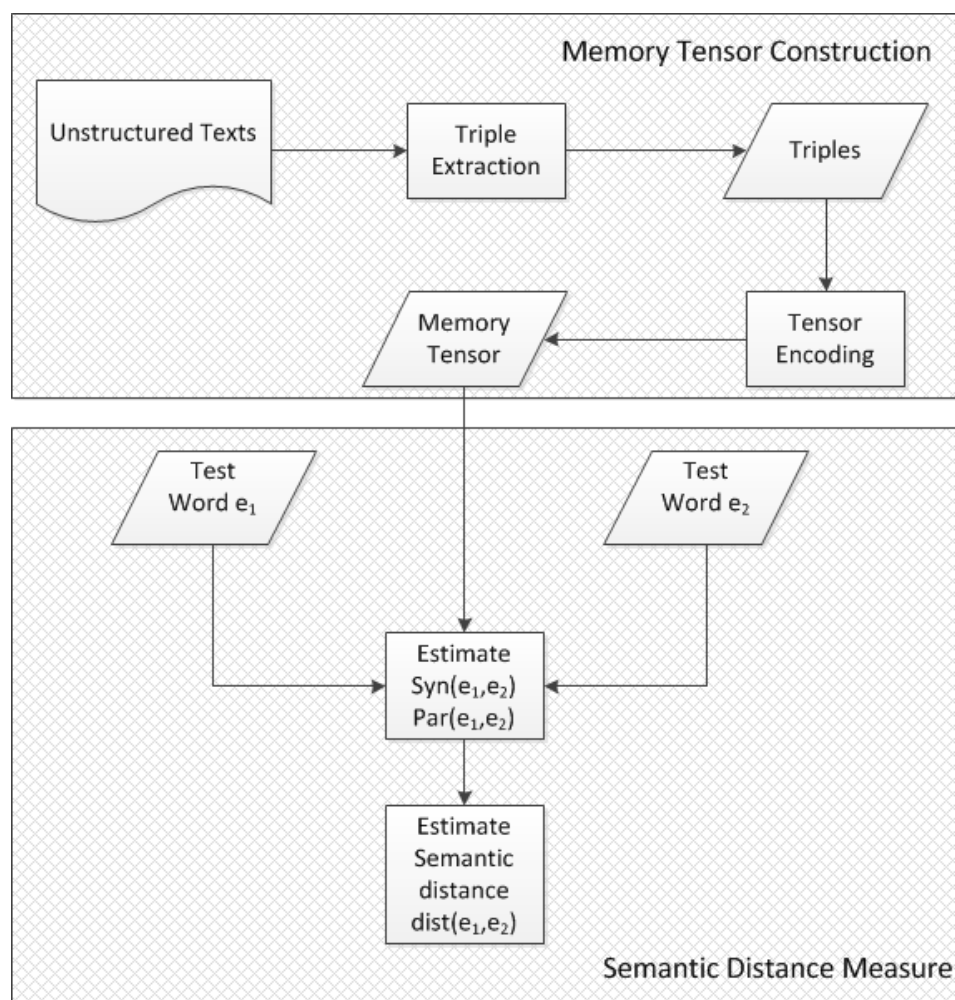 Memory Tensor Construction
Unstructured Texts
Triple
Extraction
Triples
Tensor
Encoding
Memory
Tensor
Test
Word e₁
Test
Word e₂
Estimate
Syn(e₁,e₂)
Par(e₁,e₂)
Estimate
Semantic
distance
dist(e₁,e₂)
Semantic Distance Measure